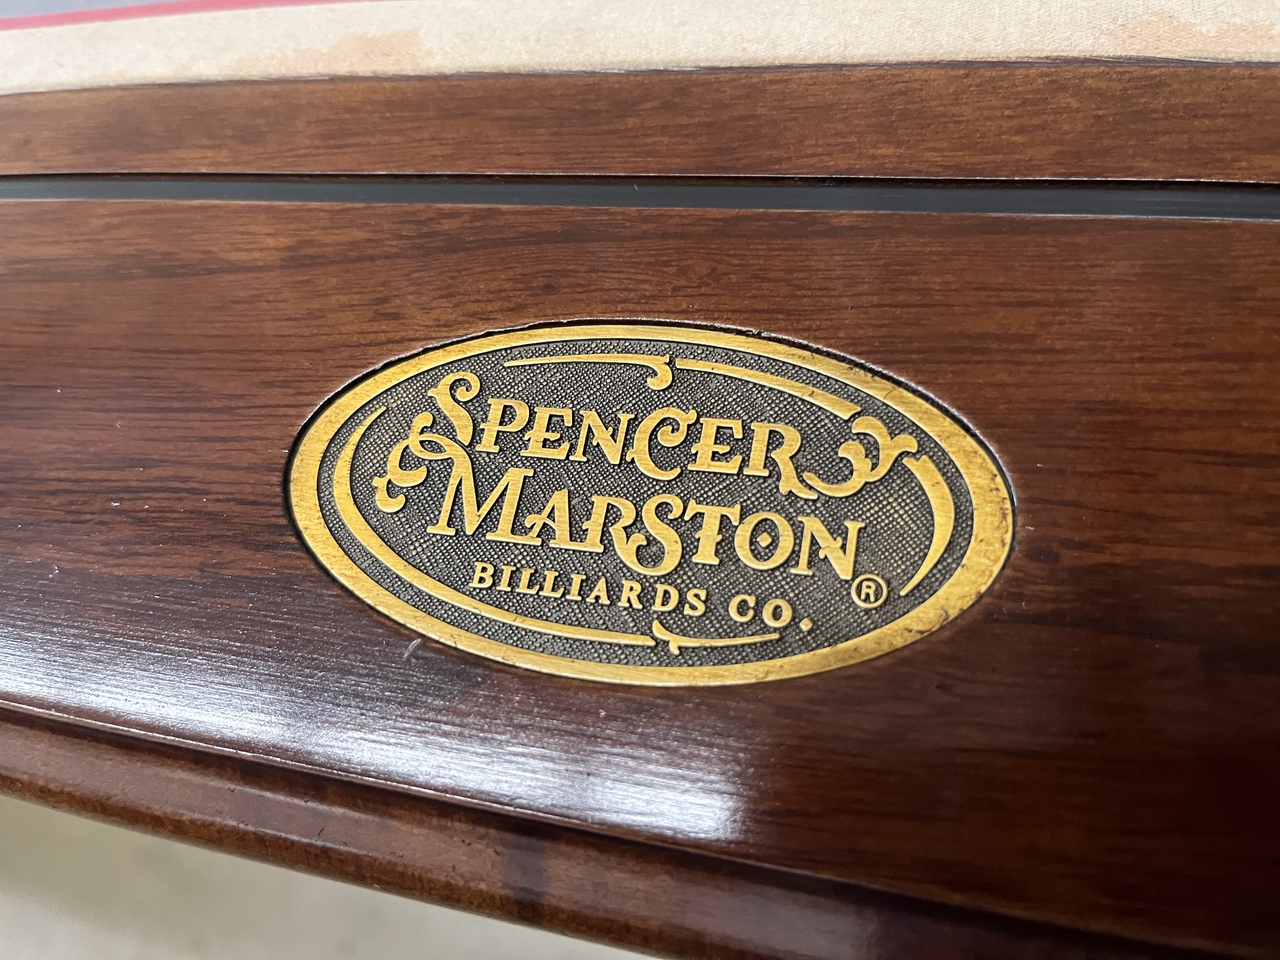 SPENCER
MARSTON
BILLIARDS CO.
®